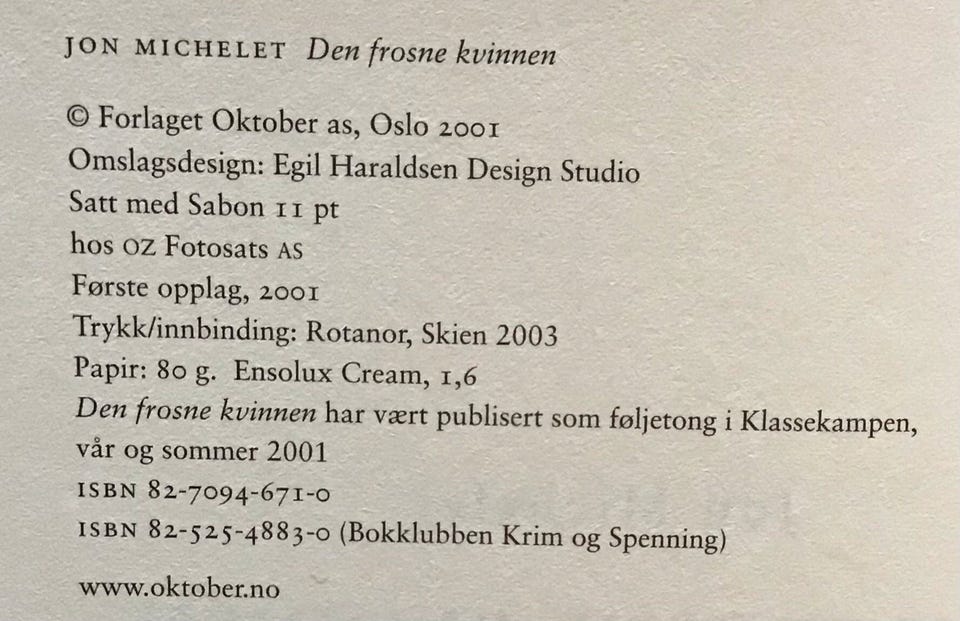 JON MICHELET Den frosne kvinnen
© Forlaget Oktober as, Oslo 2001
Omslagsdesign: Egil Haraldsen Design Studio
Satt med Sabon 11 pt
hos OZ Fotosats AS
Første opplag, 2001
Trykk/innbinding: Rotanor, Skien 2003
Papir: 80 g. Ensolux Cream, 1,6
Den frosne kvinnen har vært publisert som føljetong i Klassekampen,
vår og sommer 2001
ISBN 82-7094-671-0
ISBN 82-525-4883-0 (Bokklubben Krim og Spenning)
www.oktober.no